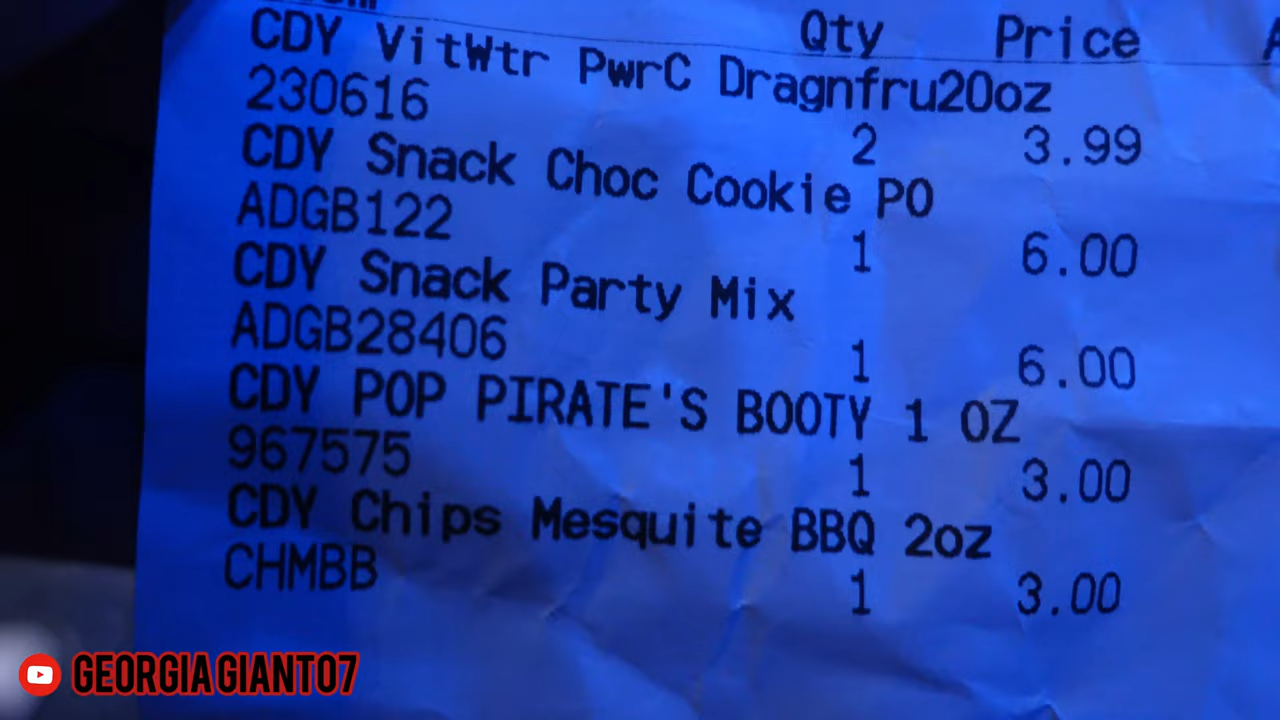 Qty Price
CDY VitWtr PwrC Dragnfru20oz
230616 2 3.99
CDY Snack Choc Cookie PO
ADGB122 1 6.00
CDY Snack Party Mix
ADGB28406 1 6.00
CDY POP PIRATE'S BOOTY 1 OZ
967575 1 3.00
CDY Chips Mesquite BBQ 2oz
CHMBB 1 3.00
GEORGIAGIANT07